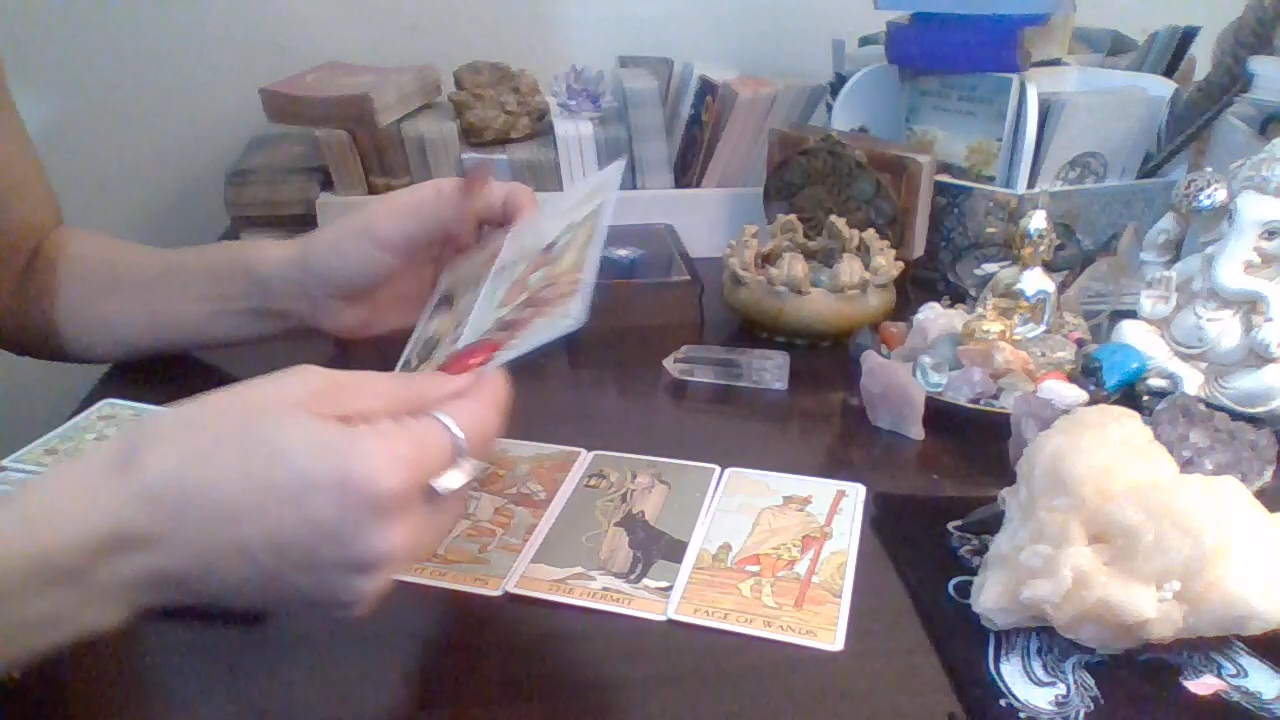 T OF CUPS
THE HERMIT
PAGE OF WANDS